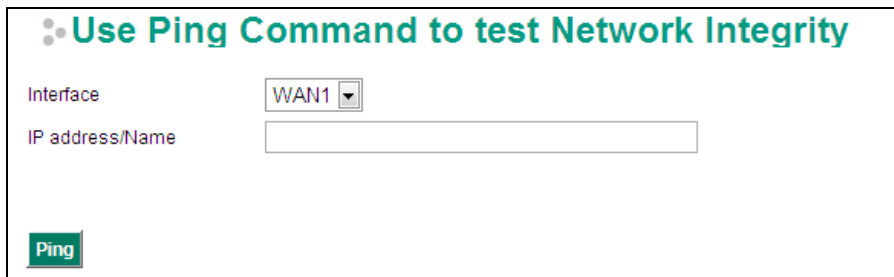 Use Ping Command to test Network Integrity
Interface WAN1
IP address/Name
Ping